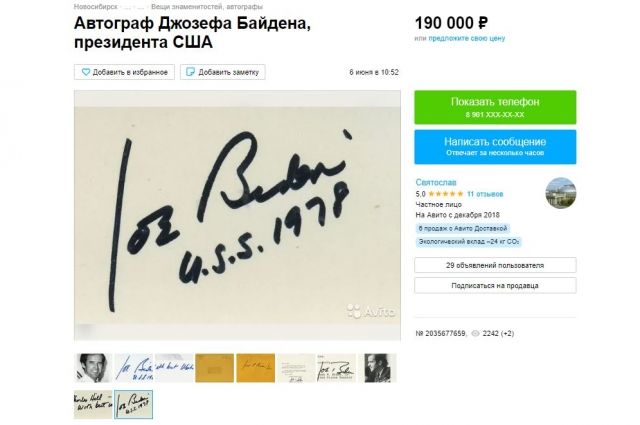 Новосибирск · ... · ... · Вещи знаменитостей, автографы
Автограф Джозефа Байдена,
президента США
190 000 ₽
или предложите свою цену
Добавить в избранное
Добавить заметку
6 июня в 10:52
Показать телефон
8 961 XXX-XX-XX
Написать сообщение
Отвечает за несколько часов
Joe Biden
U.S.S. 1978
Avito
Святослав
5,0 ★★★★★ 11 отзывов
Частное лицо
На Авито с декабря 2018
6 продаж с Авито Доставкой
Экологический вклад ~24 кг CO₂
29 объявлений пользователя
Подписаться на продавца
№ 2035677659, 2242 (+2)